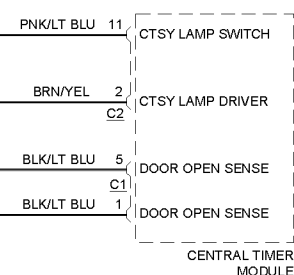 PNK/LT BLU 11 CTSY LAMP SWITCH
BRN/YEL 2 CTSY LAMP DRIVER
C2
BLK/LT BLU 5 DOOR OPEN SENSE
C1
BLK/LT BLU 1 DOOR OPEN SENSE
CENTRAL TIMER
MODULE